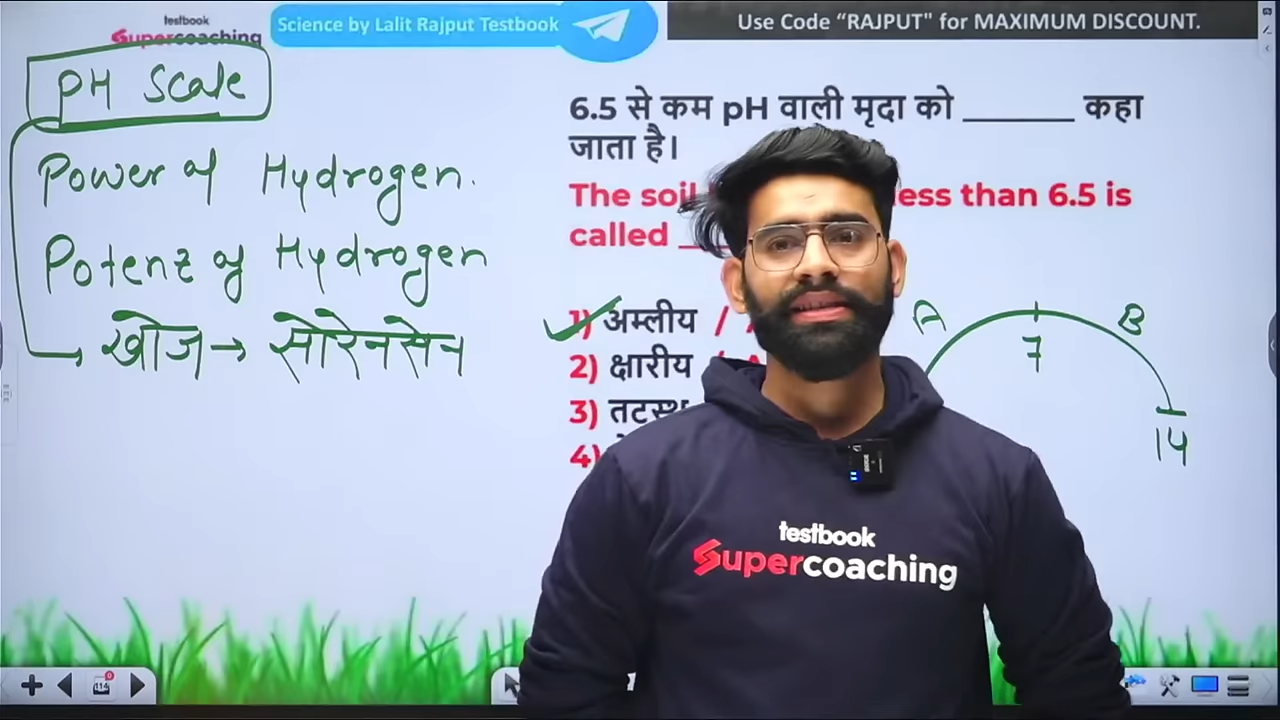 testbook
Supercoaching
Science by Lalit Rajput Testbook
Use Code “RAJPUT" for MAXIMUM DISCOUNT.
PH Scale
Power of Hydrogen.
Potenz of Hydrogen
खोज → सोरेनसेन
6.5 से कम pH वाली मृदा को ______ कहा
जाता है।
The soil less than 6.5 is
called
1) अम्लीय /
2) क्षारीय /
3) तटस्थ
4)
A B
7
14
testbook
Supercoaching
114